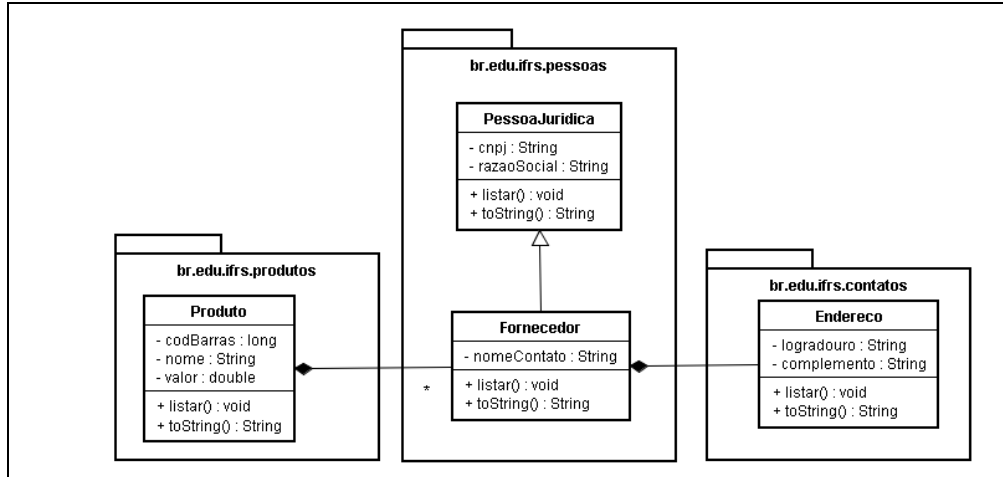 br.edu.ifrs.pessoas
PessoaJuridica
- cnpj : String
- razaoSocial : String
+ listar() : void
+ toString() : String
br.edu.ifrs.produtos
Produto
- codBarras : long
- nome : String
- valor : double
+ listar() : void
+ toString() : String
*
Fornecedor
- nomeContato : String
+ listar() : void
+ toString() : String
br.edu.ifrs.contatos
Endereco
- logradouro : String
- complemento : String
+ listar() : void
+ toString() : String